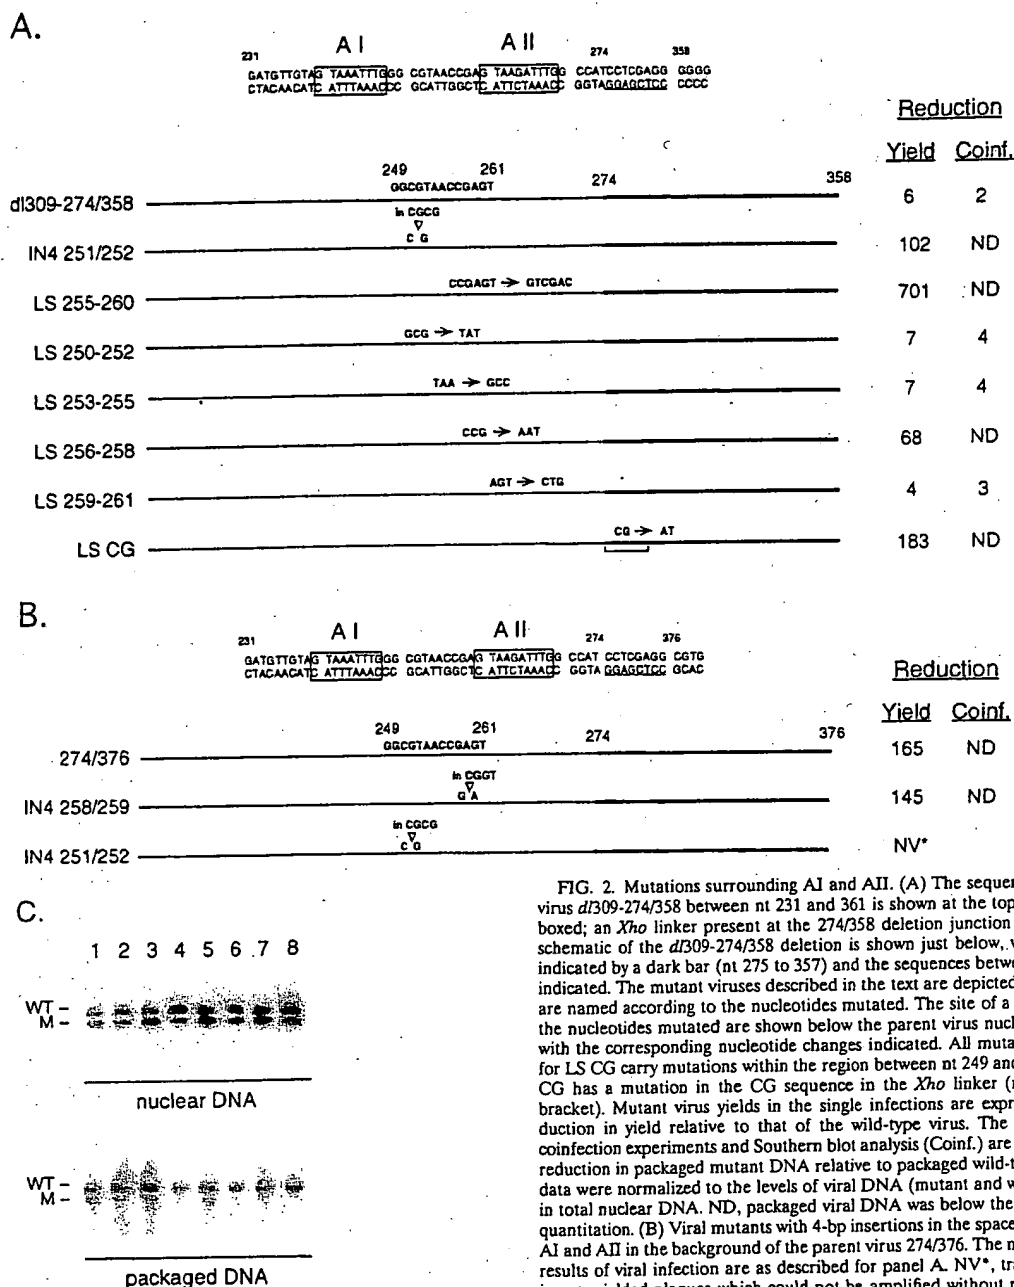 A.
A I A II
231 274 358
GATGTTGTAG TAAATTTGGG CGTAACCGAG TAAGATTTGG CCATCCTCGAGG GGGG
CTACAACATC ATTTAAACCC GCATTGGCTC ATTCTAAACC GGTAGGAGCTCC CCCC
Reduction
Yield Coinf.
249 261 274 358
GGCGTAACCGAGT
dl309-274/358 6 2
in CGCG
C G
IN4 251/252 102 ND
CCGAGT → GTCGAC
LS 255-260 701 ND
GCG → TAT
LS 250-252 7 4
TAA → GCC
LS 253-255 7 4
CCG → AAT
LS 256-258 68 ND
AGT → CTG
LS 259-261 4 3
CG → AT
LS CG 183 ND
B.
A I A II
231 274 376
GATGTTGTAG TAAATTTGGG CGTAACCGAG TAAGATTTGG CCAT CCTCGAGG CGTG
CTACAACATC ATTTAAACCC GCATTGGCTC ATTCTAAACC GGTA GGAGCTCC GCAC
Reduction
Yield Coinf.
249 261 274 376
GGCGTAACCGAGT
274/376 165 ND
in CGGT
G A
IN4 258/259 145 ND
in CGCG
C G
IN4 251/252 NV*
C.
1 2 3 4 5 6 7 8
WT –
M –
nuclear DNA
WT –
M –
packaged DNA
FIG. 2. Mutations surrounding AI and AII. (A) The sequen
virus dl309-274/358 between nt 231 and 361 is shown at the top
boxed; an Xho linker present at the 274/358 deletion junction
schematic of the dl309-274/358 deletion is shown just below,
indicated by a dark bar (nt 275 to 357) and the sequences betwe
indicated. The mutant viruses described in the text are depicted
are named according to the nucleotides mutated. The site of a
the nucleotides mutated are shown below the parent virus nucl
with the corresponding nucleotide changes indicated. All muta
for LS CG carry mutations within the region between nt 249 and
CG has a mutation in the CG sequence in the Xho linker (
bracket). Mutant virus yields in the single infections are expr
duction in yield relative to that of the wild-type virus. The
coinfection experiments and Southern blot analysis (Coinf.) are
reduction in packaged mutant DNA relative to packaged wild-t
data were normalized to the levels of viral DNA (mutant and w
in total nuclear DNA. ND, packaged viral DNA was below the
quantitation. (B) Viral mutants with 4-bp insertions in the space
AI and AII in the background of the parent virus 274/376. The
results of viral infection are as described for panel A. NV*, tra